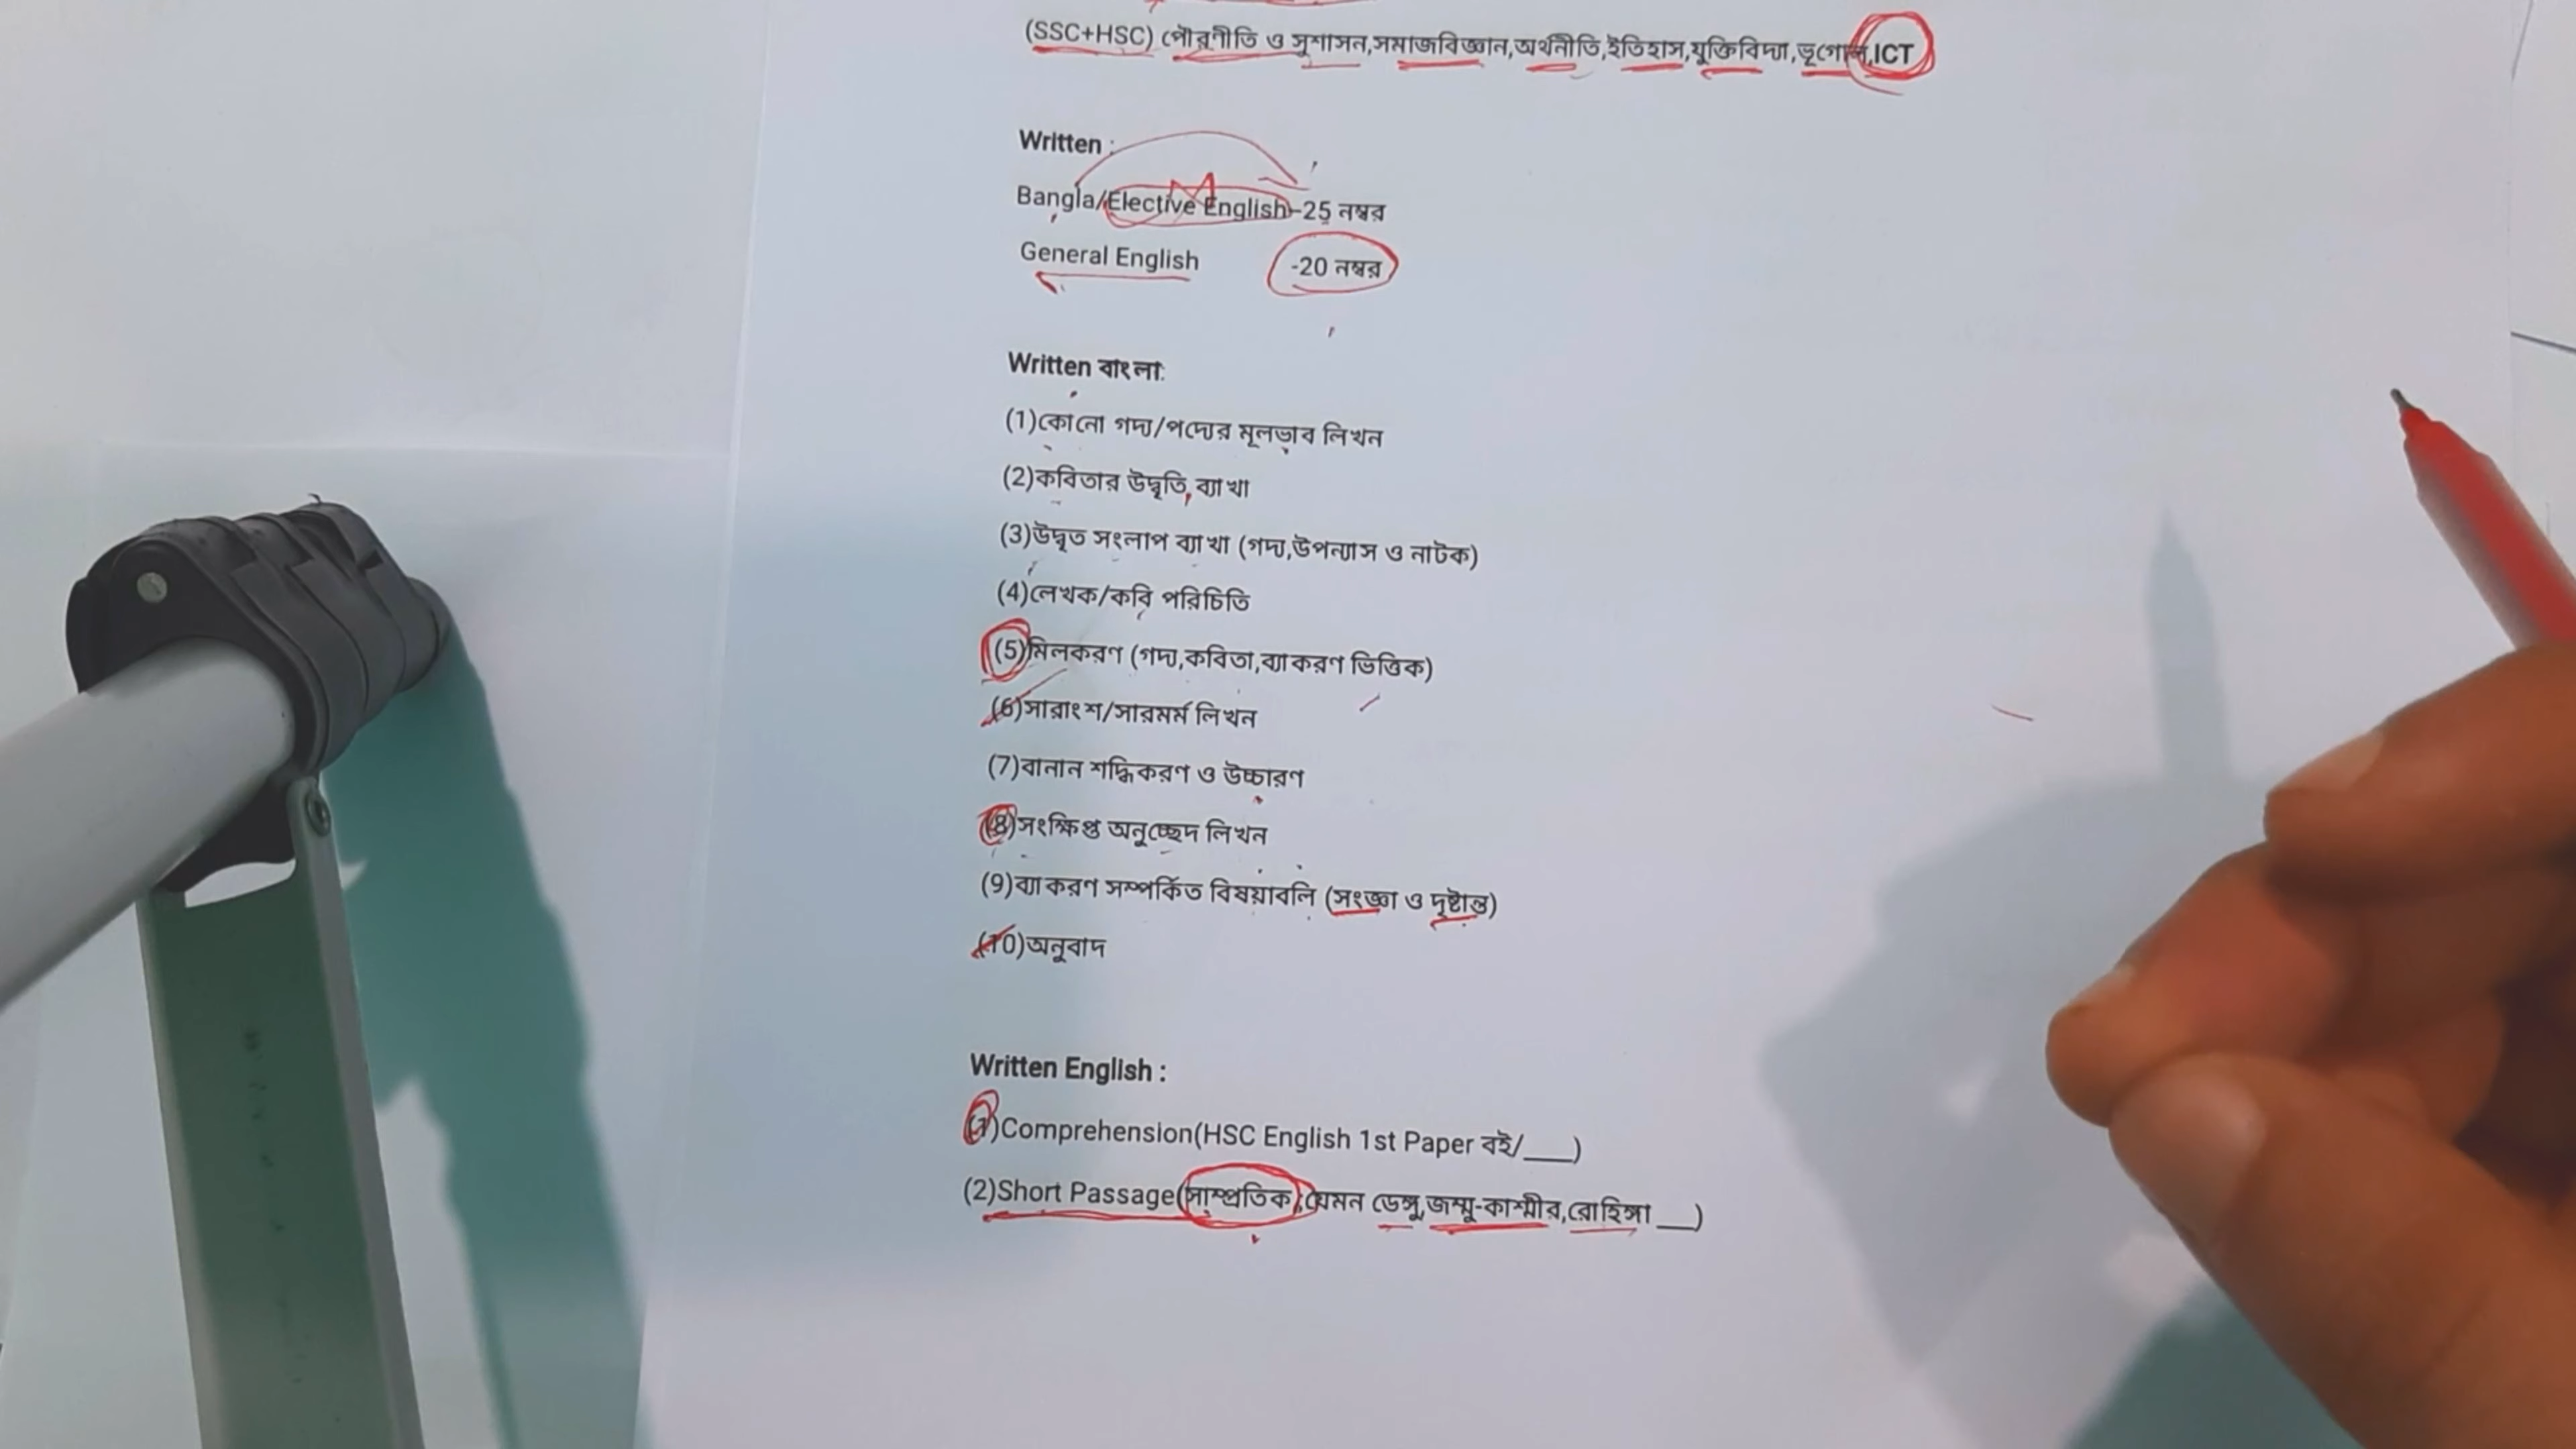 (SSC+HSC) পৌরণীতি ও সুশাসন,সমাজবিজ্ঞান,অর্থনীতি,ইতিহাস,যুক্তিবিদ্যা,ভূগোল,ICT
Written :
Bangla/Elective English-25 নম্বর
General English -20 নম্বর
Written বাংলা:
(1)কোনো গদ্য/পদ্যের মূলভাব লিখন
(2)কবিতার উদ্বৃতি,ব্যাখা
(3)উদ্বৃত সংলাপ ব্যাখা (গদ্য,উপন্যাস ও নাটক)
(4)লেখক/কবি পরিচিতি
(5)মিলকরণ (গদ্য,কবিতা,ব্যাকরণ ভিত্তিক)
(6)সারাংশ/সারমর্ম লিখন
(7)বানান শদ্ধিকরণ ও উচ্চারণ
(8)সংক্ষিপ্ত অনুচ্ছেদ লিখন
(9)ব্যাকরণ সম্পর্কিত বিষয়াবলি (সংজ্ঞা ও দৃষ্টান্ত)
(10)অনুবাদ
Written English :
(1)Comprehension(HSC English 1st Paper বই/___)
(2)Short Passage(সাম্প্রতিক,যেমন ডেঙ্গু,জম্মু-কাশ্মীর,রোহিঙ্গা ___)